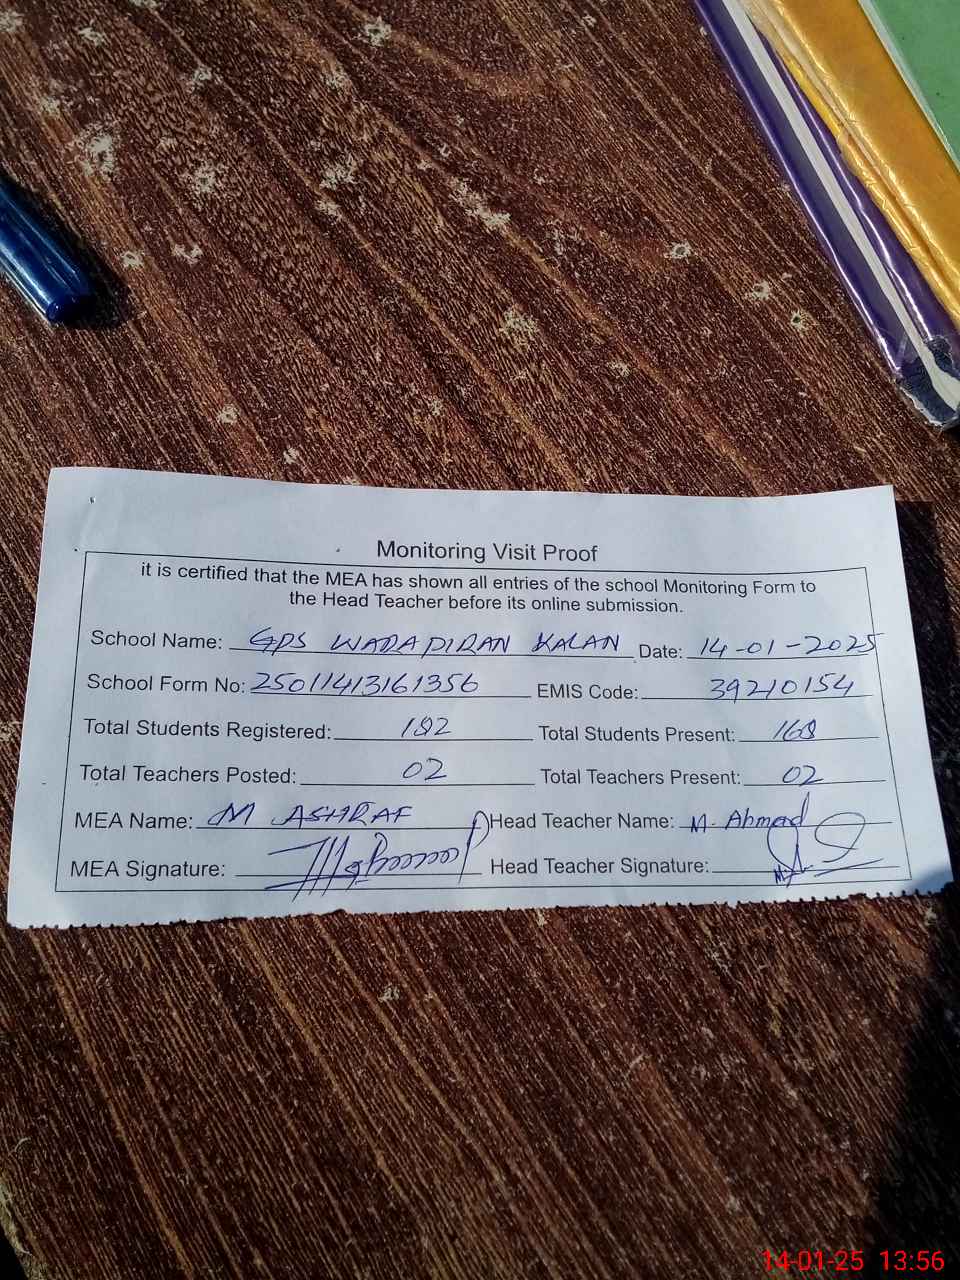 Monitoring Visit Proof
it is certified that the MEA has shown all entries of the school Monitoring Form to
the Head Teacher before its online submission.
School Name: GPS WARA PIRAN KALAN Date: 14-01-2025
School Form No: 25011413161356 EMIS Code: 39210154
Total Students Registered: 182 Total Students Present: 168
Total Teachers Posted: 02 Total Teachers Present: 02
MEA Name: M ASHRAF Head Teacher Name: M. Ahmad
MEA Signature: Head Teacher Signature:
14-01-25 13:56